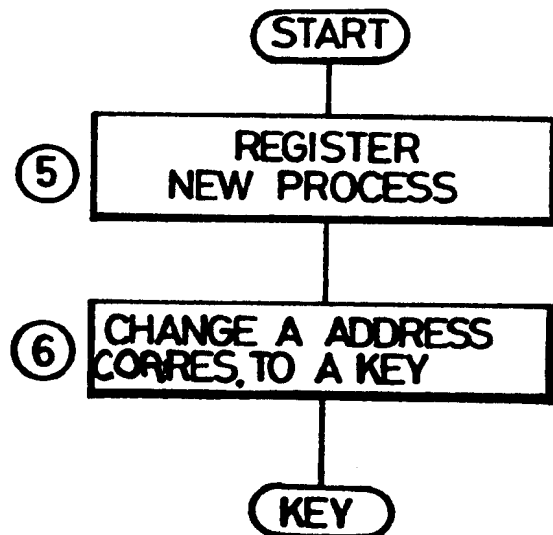 START
5
REGISTER
NEW PROCESS
6
CHANGE A ADDRESS
CORRES. TO A KEY
KEY